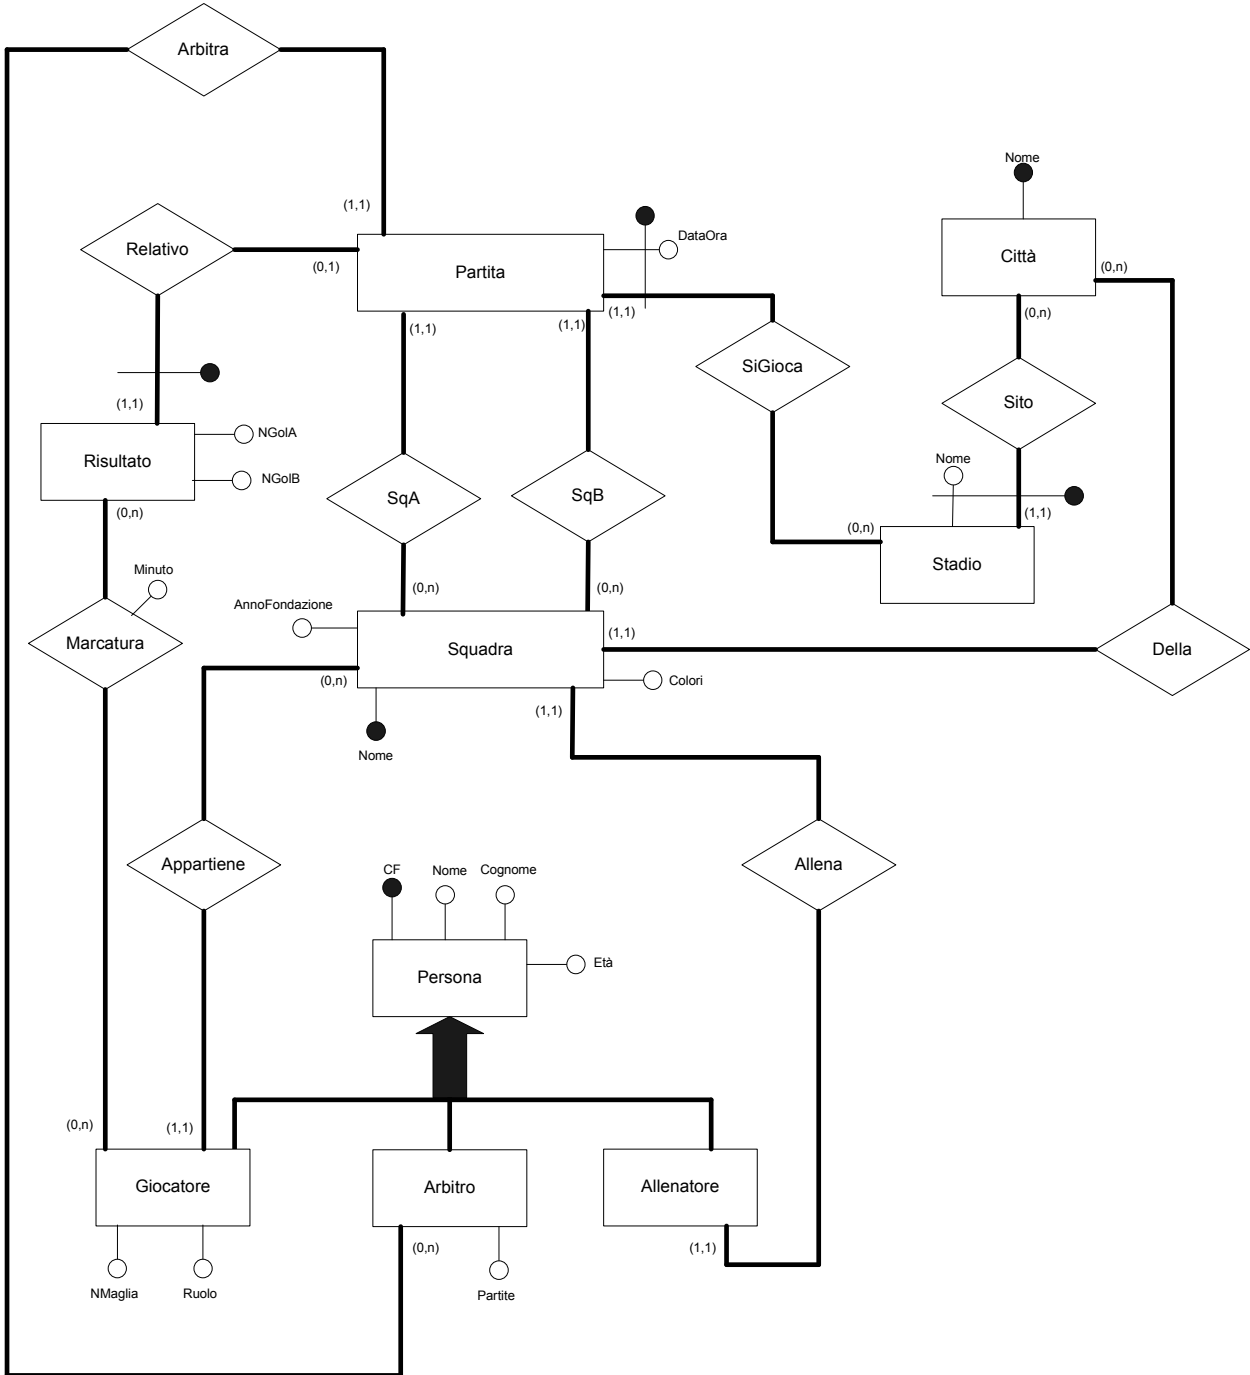 Arbitra
Nome
(1,1)
DataOra
Relativo
(0,1)
Partita
Città
(0,n)
(1,1)
(1,1)
(1,1)
(0,n)
SiGioca
Sito
(1,1)
NGolA
Risultato
NGolB
Nome
SqA
SqB
(0,n)
(1,1)
(0,n)
Stadio
Minuto
(0,n)
(0,n)
AnnoFondazione
Marcatura
Squadra
(1,1)
Della
(0,n)
Colori
(1,1)
Nome
Appartiene
Allena
CF
Nome
Cognome
Persona
Età
(0,n)
(1,1)
Giocatore
Arbitro
Allenatore
(0,n)
(1,1)
NMaglia
Ruolo
Partite